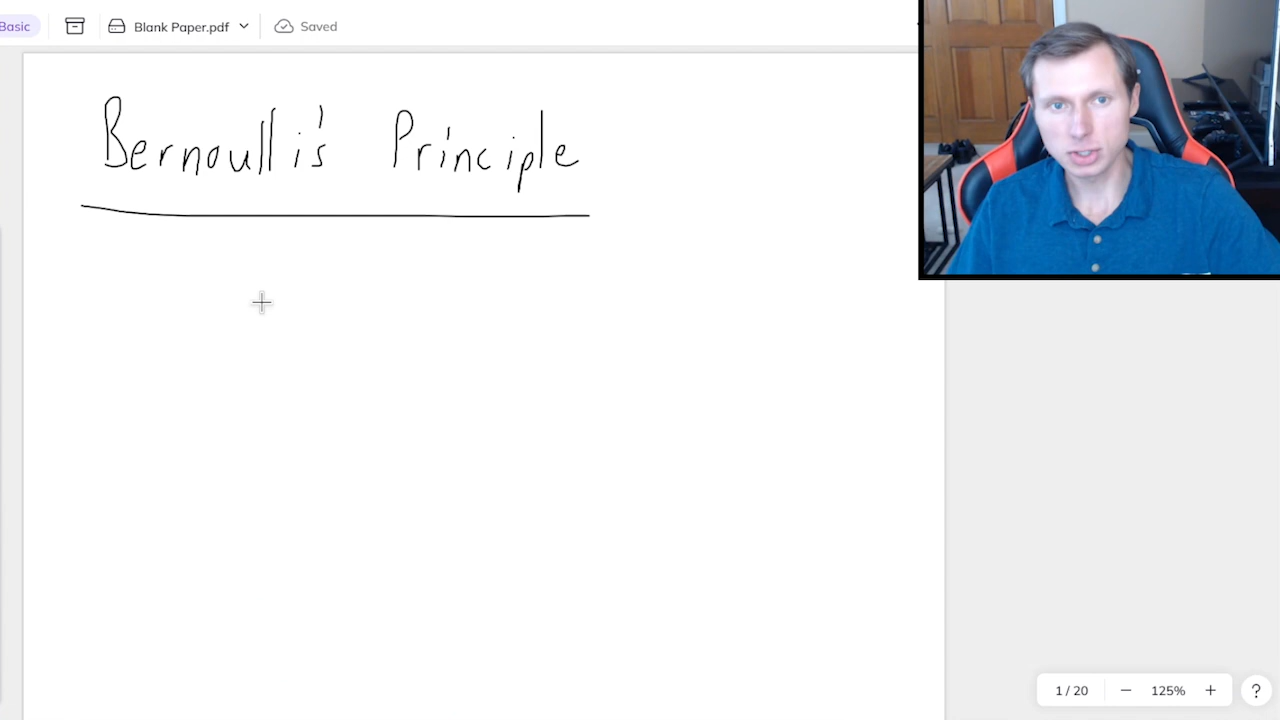 Basic Blank Paper.pdf Saved
Bernoulli's Principle
1 / 20 − 125% + ?